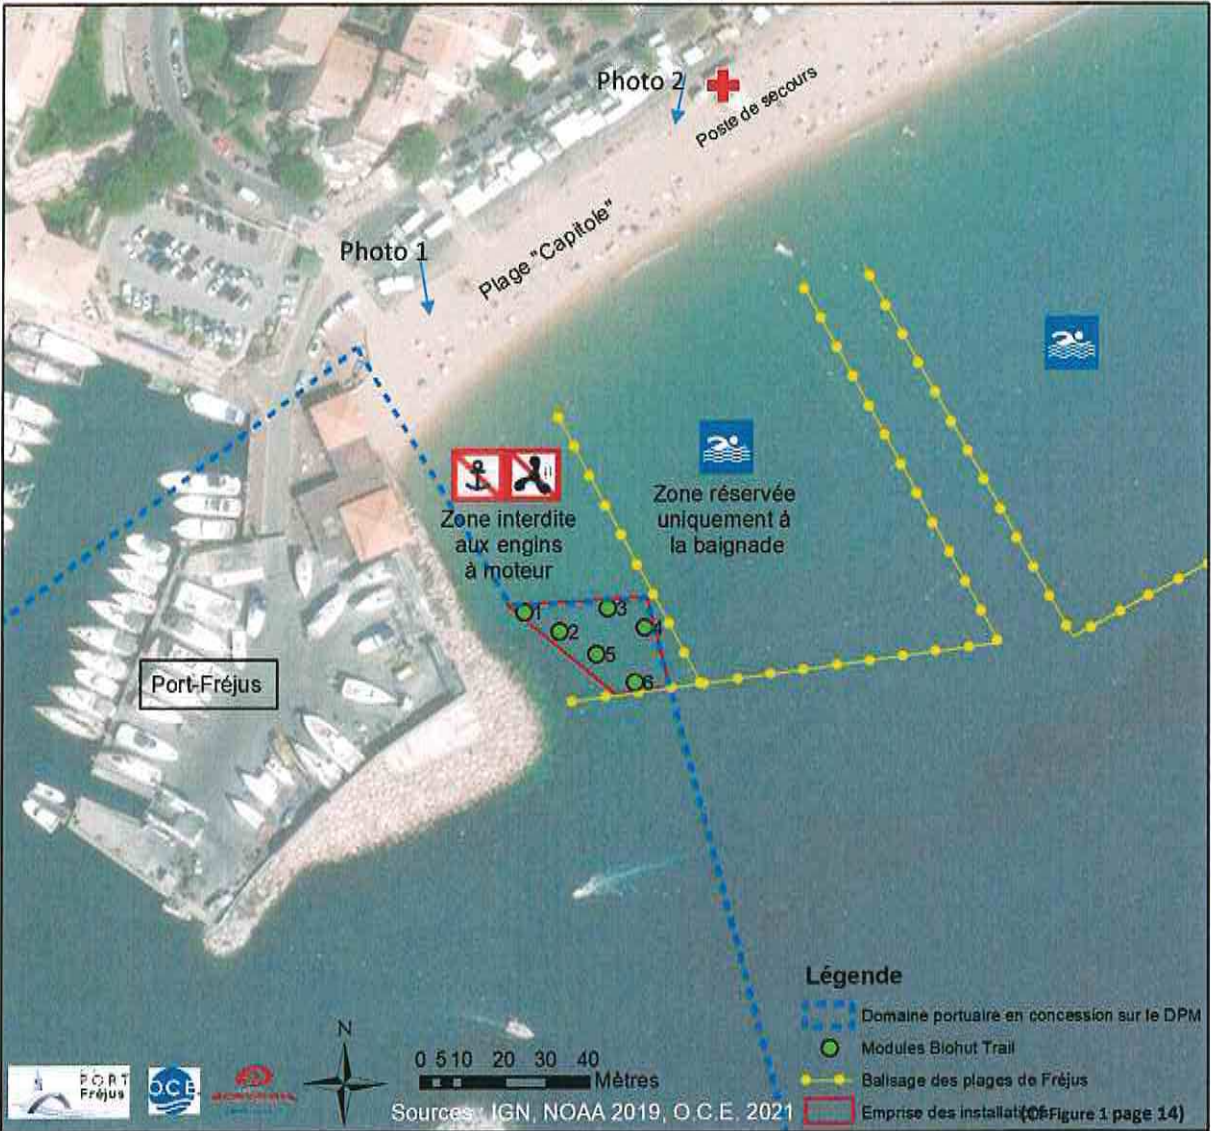 Photo 2
Poste de secours
Photo 1
Plage "Capitole"
Zone interdite
aux engins
à moteur
Zone réservée
uniquement à
la baignade
1
2
3
4
5
6
Port-Fréjus
Légende
Domaine portuaire en concession sur le DPM
Modules Biohut Trail
Balisage des plages de Fréjus
Emprise des installati (Cf Figure 1 page 14)
N
0 5 10 20 30 40
Mètres
PORT
Fréjus
O.C.E
Sources : IGN, NOAA 2019, O.C.E. 2021